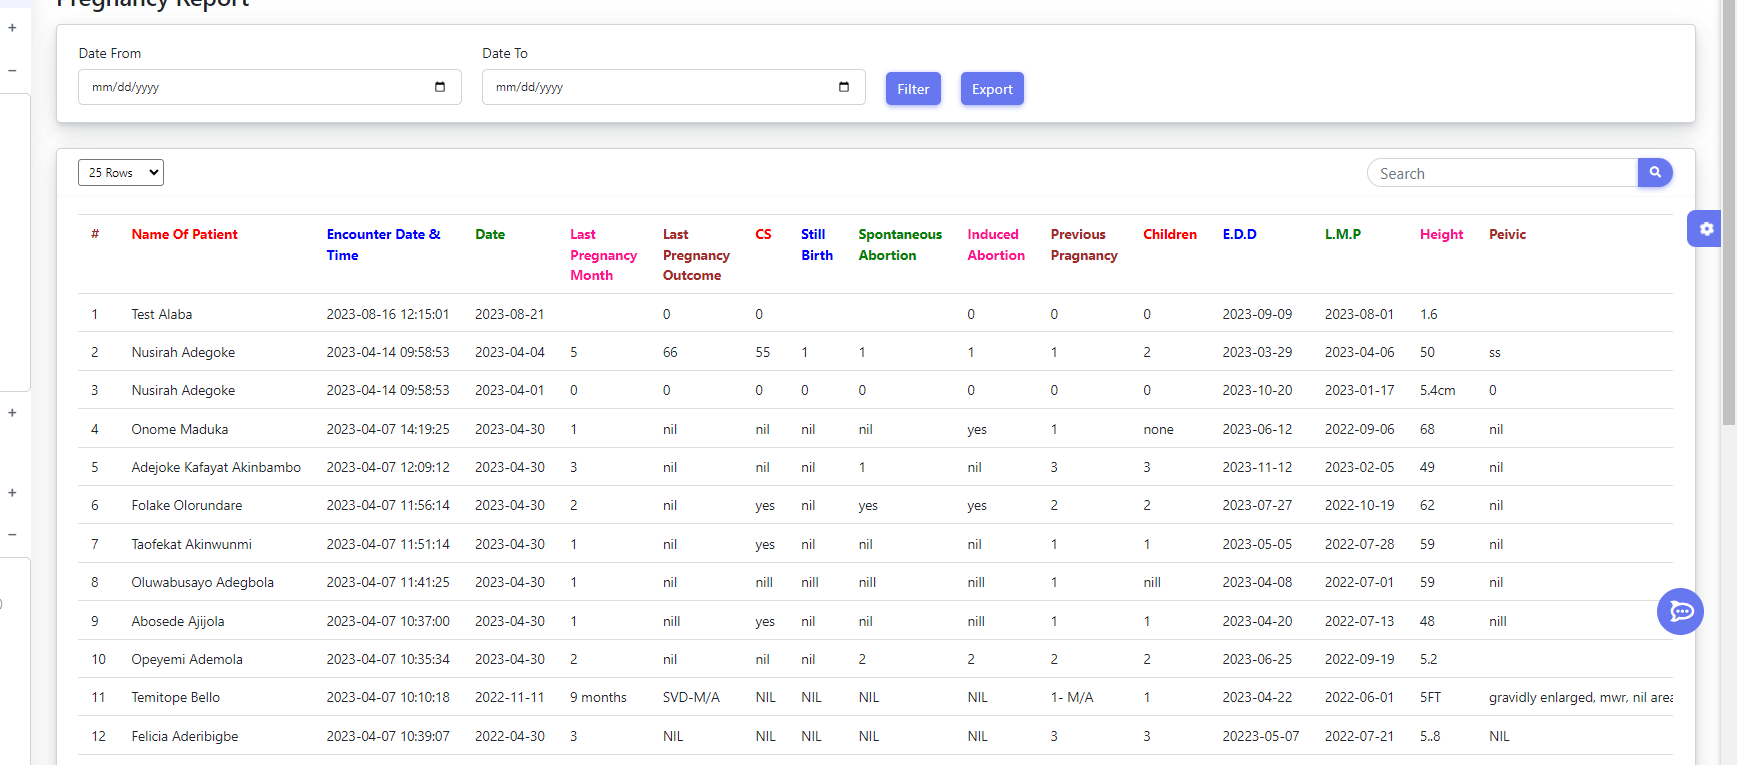 Pregnancy Report
Date From
Date To
mm/dd/yyyy
mm/dd/yyyy
Filter
Export
25 Rows
Search
# Name Of Patient Encounter Date & Time Date Last Pregnancy Month Last Pregnancy Outcome CS Still Birth Spontaneous Abortion Induced Abortion Previous Pragnancy Children E.D.D L.M.P Height Peivic
1 Test Alaba 2023-08-16 12:15:01 2023-08-21 0 0 0 0 0 2023-09-09 2023-08-01 1.6
2 Nusirah Adegoke 2023-04-14 09:58:53 2023-04-04 5 66 55 1 1 1 1 2 2023-03-29 2023-04-06 50 ss
3 Nusirah Adegoke 2023-04-14 09:58:53 2023-04-01 0 0 0 0 0 0 0 0 2023-10-20 2023-01-17 5.4cm 0
4 Onome Maduka 2023-04-07 14:19:25 2023-04-30 1 nil nil nil nil yes 1 none 2023-06-12 2022-09-06 68 nil
5 Adejoke Kafayat Akinbambo 2023-04-07 12:09:12 2023-04-30 3 nil nil nil 1 nil 3 3 2023-11-12 2023-02-05 49 nil
6 Folake Olorundare 2023-04-07 11:56:14 2023-04-30 2 nil yes nil yes yes 2 2 2023-07-27 2022-10-19 62 nil
7 Taofekat Akinwunmi 2023-04-07 11:51:14 2023-04-30 1 nil yes nil nil nil 1 1 2023-05-05 2022-07-28 59 nil
8 Oluwabusayo Adegbola 2023-04-07 11:41:25 2023-04-30 1 nil nill nill nill nill 1 nill 2023-04-08 2022-07-01 59 nil
9 Abosede Ajijola 2023-04-07 10:37:00 2023-04-30 1 nill yes nil nil nill 1 1 2023-04-20 2022-07-13 48 nill
10 Opeyemi Ademola 2023-04-07 10:35:34 2023-04-30 2 nil nil nil 2 2 2 2 2023-06-25 2022-09-19 5.2
11 Temitope Bello 2023-04-07 10:10:18 2022-11-11 9 months SVD-M/A NIL NIL NIL NIL 1- M/A 1 2023-04-22 2022-06-01 5FT gravidly enlarged, mwr, nil area
12 Felicia Aderibigbe 2023-04-07 10:39:07 2022-04-30 3 NIL NIL NIL NIL NIL 3 3 20223-05-07 2022-07-21 5..8 NIL